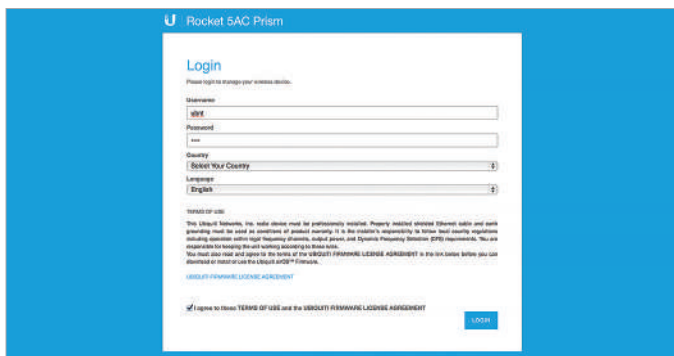 Rocket 5AC Prism
Login
Please login to manage your wireless device.
Username
ubnt
Password
••••
Country
Select Your Country
Language
English
TERMS OF USE
This Ubiquiti Networks, Inc. radio device must be professionally installed. Properly installed shielded Ethernet cable and earth
grounding must be used as conditions of product warranty. It is the installer's responsibility to follow local country regulations
including operation within legal frequency channels, output power, and Dynamic Frequency Selection (DFS) requirements. You are
responsible for keeping the unit working according to these rules.
You must also read and agree to the terms of the UBIQUITI FIRMWARE LICENSE AGREEMENT in the link below before you can
download or install or use the Ubiquiti airOS™ Firmware.
UBIQUITI FIRMWARE LICENSE AGREEMENT
I agree to these TERMS OF USE and the UBIQUITI FIRMWARE LICENSE AGREEMENT
LOGIN